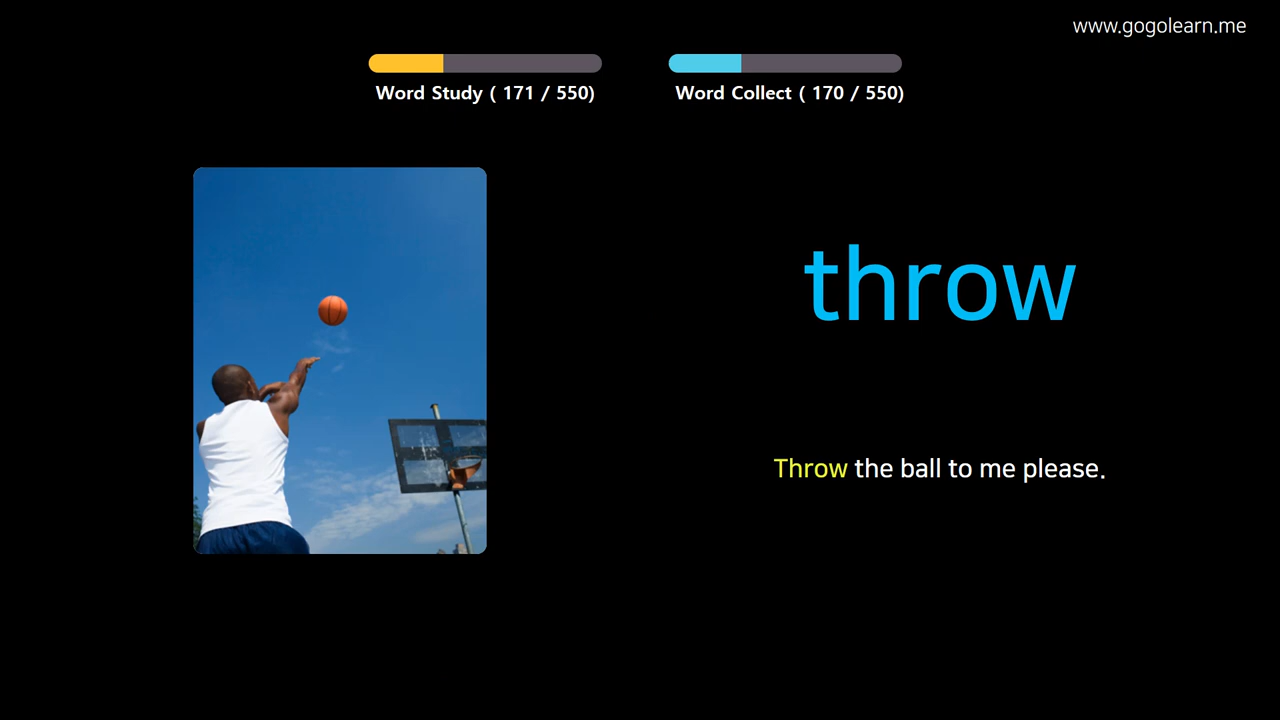 www.gogolearn.me
Word Study ( 171 / 550)
Word Collect ( 170 / 550)
throw
Throw the ball to me please.